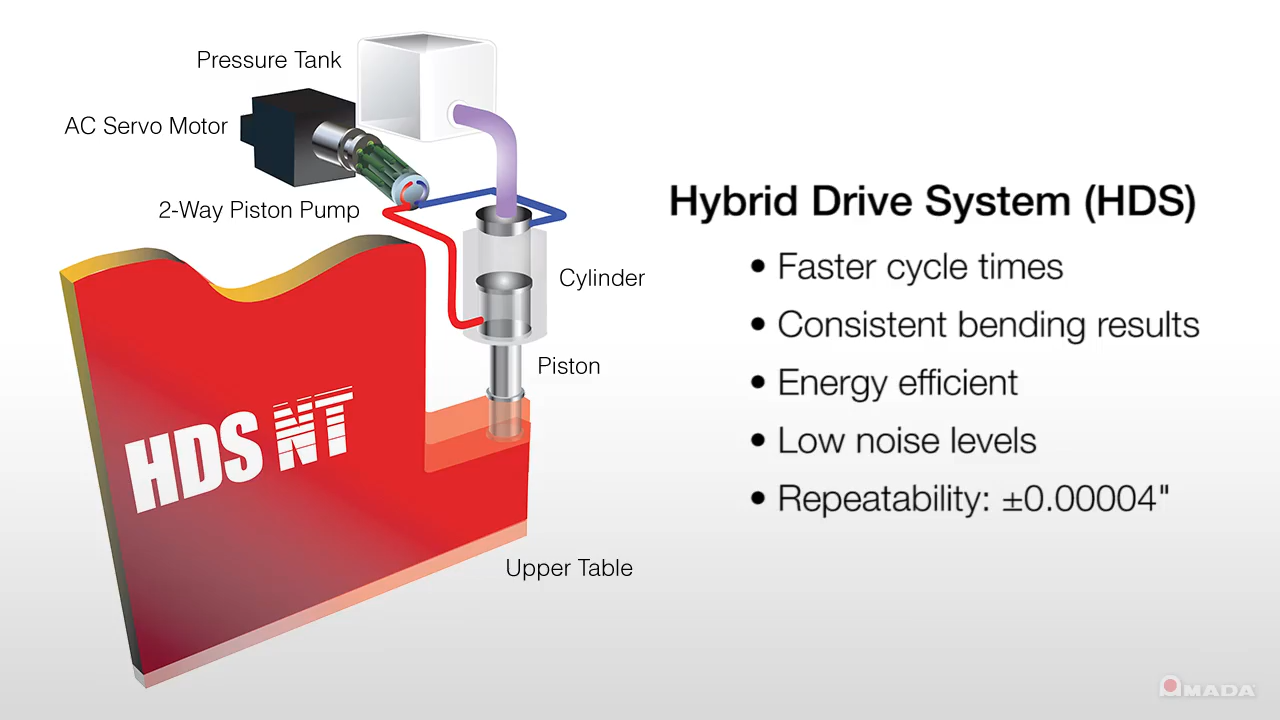 Pressure Tank
AC Servo Motor
2-Way Piston Pump
Cylinder
Piston
HDS NT
Upper Table
Hybrid Drive System (HDS)
• Faster cycle times
• Consistent bending results
• Energy efficient
• Low noise levels
• Repeatability: ±0.00004"
AMADA